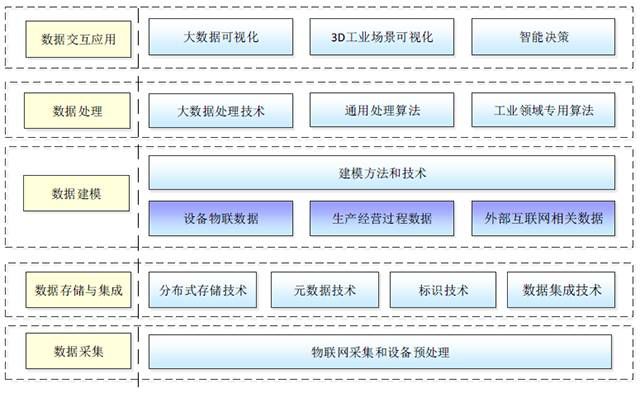 数据交互应用
大数据可视化
3D工业场景可视化
智能决策
数据处理
大数据处理技术
通用处理算法
工业领域专用算法
数据建模
建模方法和技术
设备物联数据
生产经营过程数据
外部互联网相关数据
数据存储与集成
分布式存储技术
元数据技术
标识技术
数据集成技术
数据采集
物联网采集和设备预处理